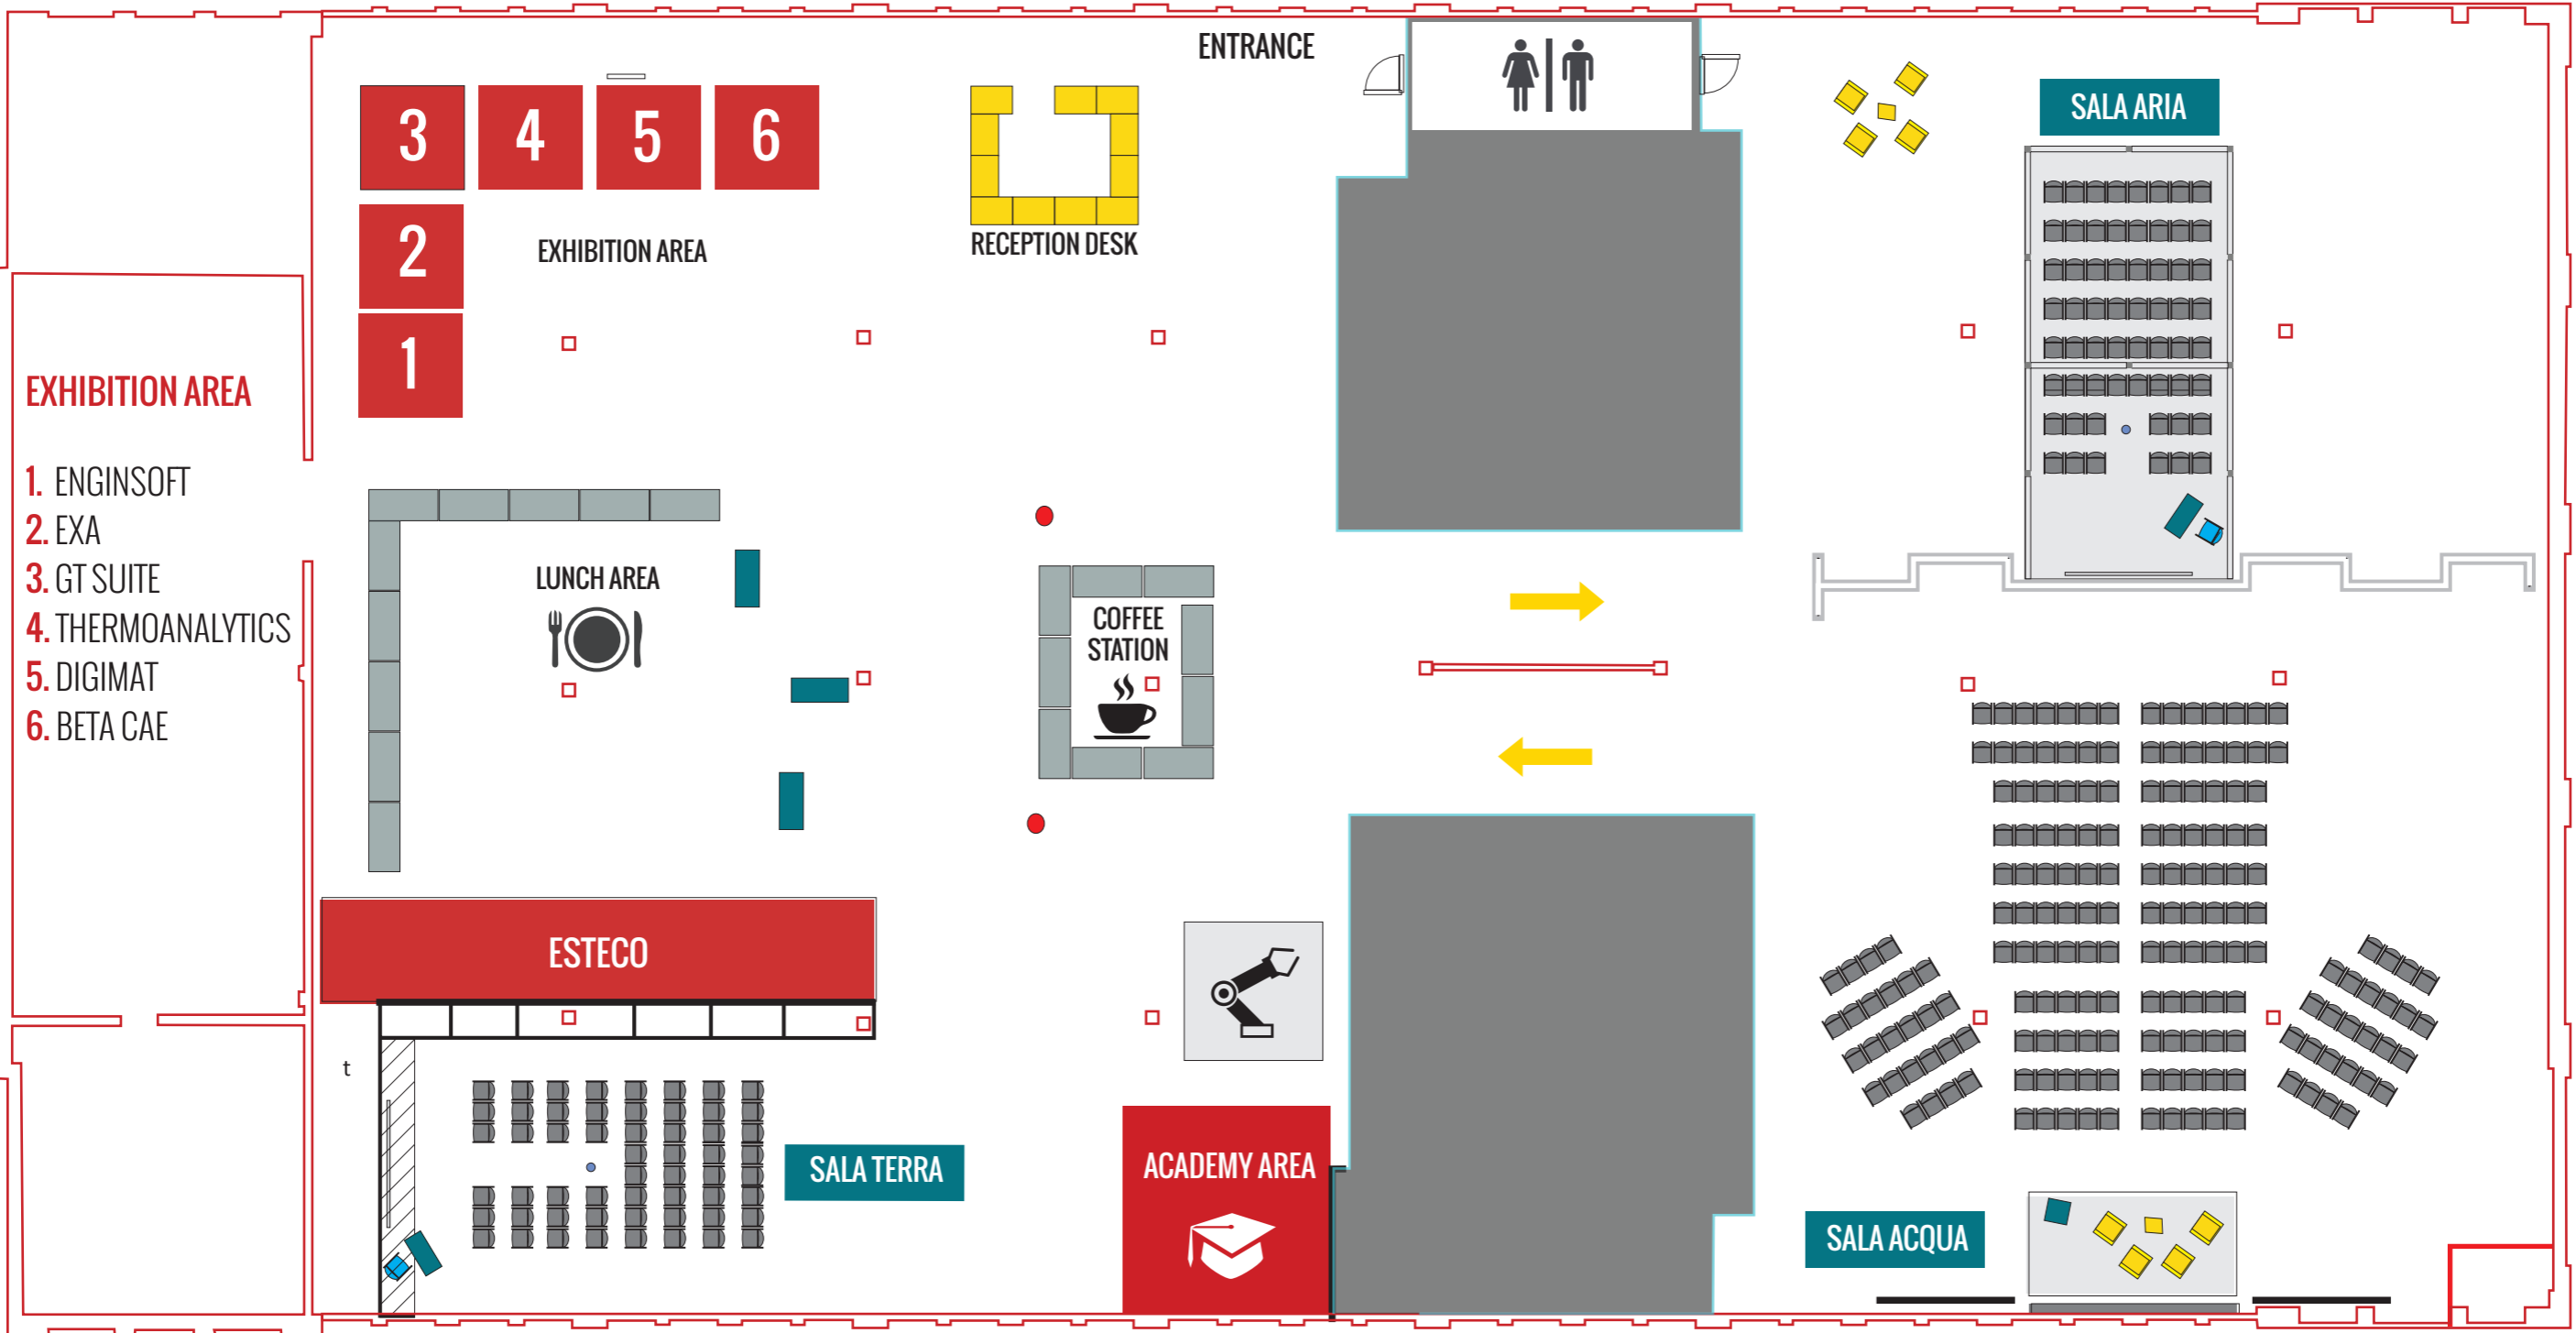 ENTRANCE
3
4
5
6
SALA ARIA
2
EXHIBITION AREA
RECEPTION DESK
1
EXHIBITION AREA
1. ENGINSOFT
2. EXA
3. GT SUITE
4. THERMOANALYTICS
5. DIGIMAT
6. BETA CAE
LUNCH AREA
COFFEE
STATION
ESTECO
t
SALA TERRA
ACADEMY AREA
SALA ACQUA